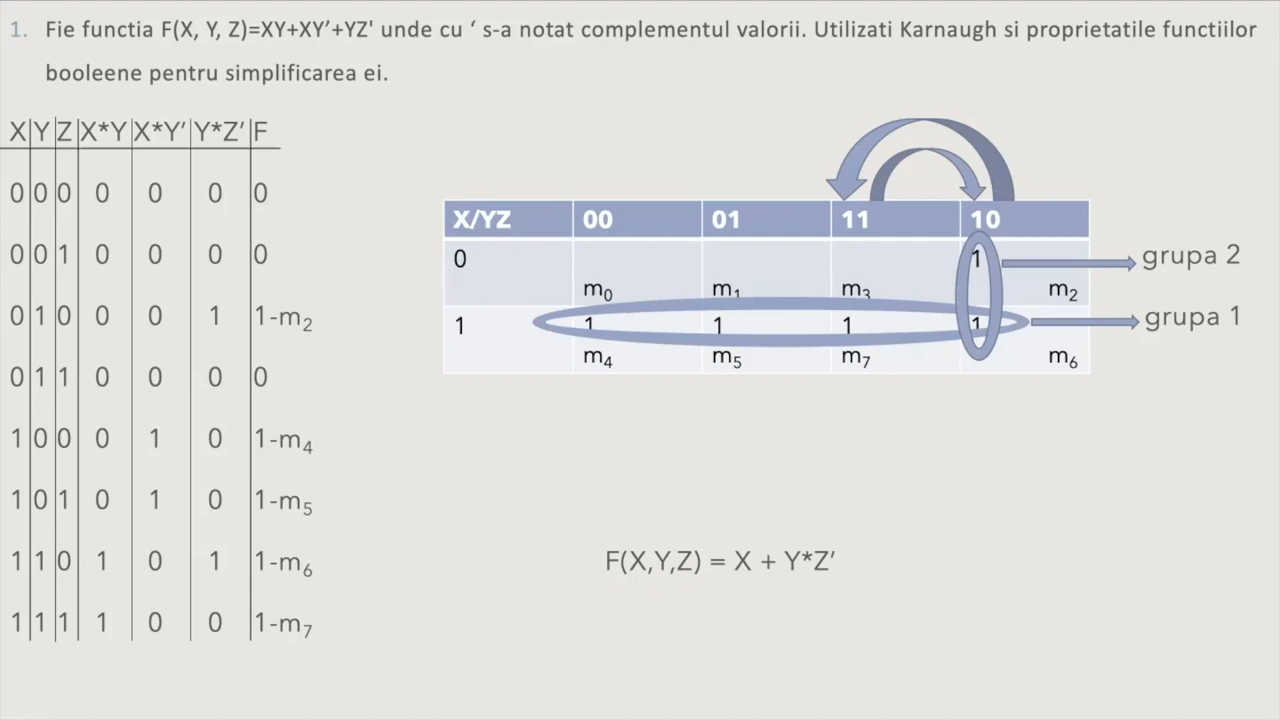 1. Fie functia F(X, Y, Z)=XY+XY’+YZ' unde cu ‘ s-a notat complementul valorii. Utilizati Karnaugh si proprietatile functiilor
booleene pentru simplificarea ei.
X|Y|Z|X*Y|X*Y’|Y*Z’|F
0 0 0 0 0 0 0
0 0 1 0 0 0 0
0 1 0 0 0 1 1-m₂
0 1 1 0 0 0 0
1 0 0 0 1 0 1-m₄
1 0 1 0 1 0 1-m₅
1 1 0 1 0 1 1-m₆
1 1 1 1 0 0 1-m₇
X/YZ 00 01 11 10
0 1
m₀ m₁ m₃ m₂
1 1 1 1 1
m₄ m₅ m₇ m₆
grupa 2
grupa 1
F(X,Y,Z) = X + Y*Z’